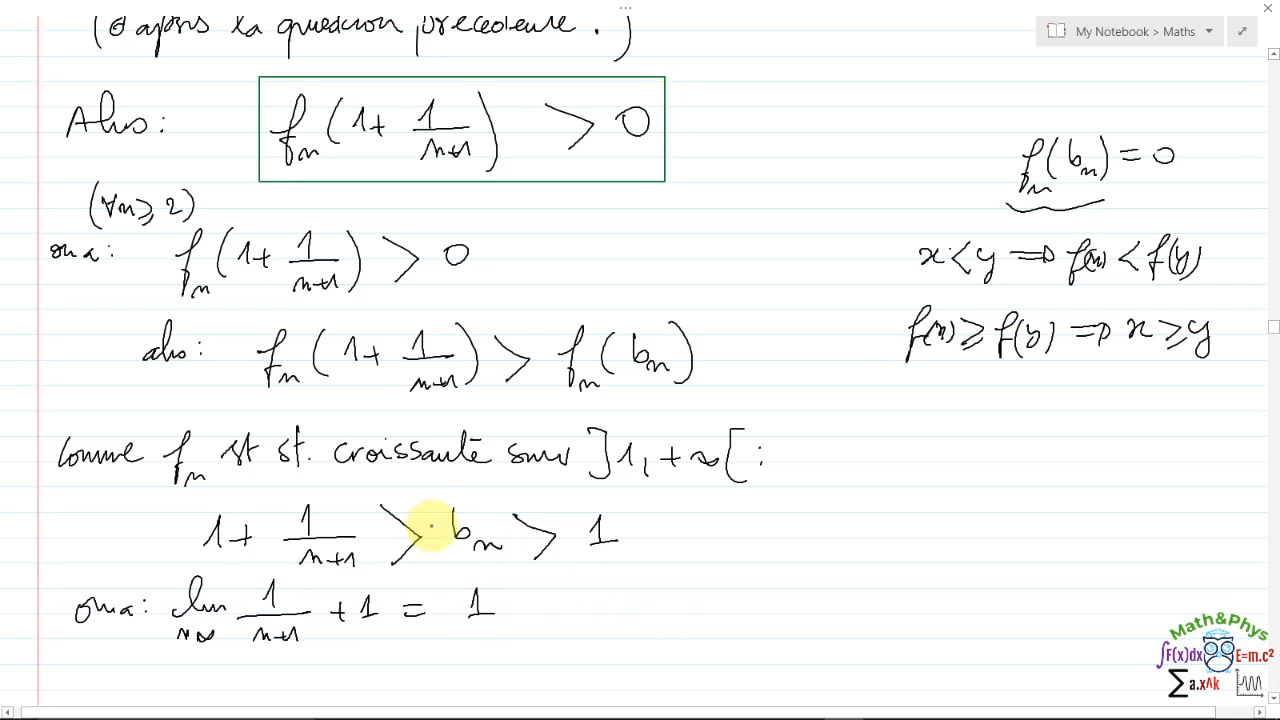 (D'après la question précédente.)
My Notebook > Maths
Alors : f_n(1 + 1/(n+1)) > 0
(∀n ≥ 2)
on a : f_n(1 + 1/(n+1)) > 0
alors : f_n(1 + 1/(n+1)) > f_n(b_n)
Comme f_n est st. croissante sur ]1, +∞[ :
1 + 1/(n+1) > b_n > 1
on a : lim n→∞ 1/(n+1) + 1 = 1
f_n(b_n) = 0
x < y ⇒ f(x) < f(y)
f(x) ≥ f(y) ⇒ x ≥ y
Math&Phys
∫F(x)dx E=m.c²
∑ a.x^k